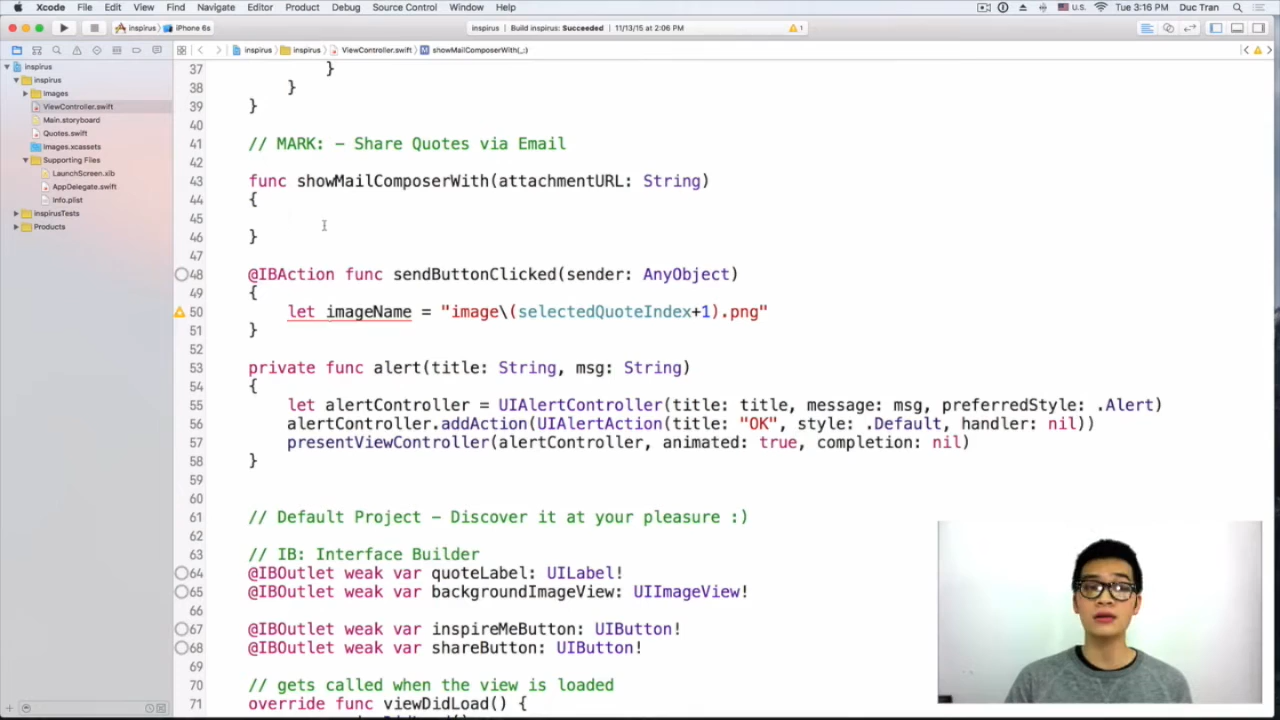 Xcode File Edit View Find Navigate Editor Product Debug Source Control Window Help U.S. Tue 3:16 PM Duc Tran
inspirus iPhone 6s inspirus Build inspirus: Succeeded 11/13/15 at 2:06 PM 1
inspirus inspirus ViewController.swift M showMailComposerWith(_:)
inspirus
inspirus
Images
ViewController.swift
Main.storyboard
Quotes.swift
Images.xcassets
Supporting Files
LaunchScreen.xib
AppDelegate.swift
Info.plist
inspirusTests
Products
37 }
38 }
39 }
40
41 // MARK: - Share Quotes via Email
42
43 func showMailComposerWith(attachmentURL: String)
44 {
45
46 }
47
48 @IBAction func sendButtonClicked(sender: AnyObject)
49 {
50 let imageName = "image\(selectedQuoteIndex+1).png"
51 }
52
53 private func alert(title: String, msg: String)
54 {
55 let alertController = UIAlertController(title: title, message: msg, preferredStyle: .Alert)
56 alertController.addAction(UIAlertAction(title: "OK", style: .Default, handler: nil))
57 presentViewController(alertController, animated: true, completion: nil)
58 }
59
60
61 // Default Project - Discover it at your pleasure :)
62
63 // IB: Interface Builder
64 @IBOutlet weak var quoteLabel: UILabel!
65 @IBOutlet weak var backgroundImageView: UIImageView!
66
67 @IBOutlet weak var inspireMeButton: UIButton!
68 @IBOutlet weak var shareButton: UIButton!
69
70 // gets called when the view is loaded
71 override func viewDidLoad() {